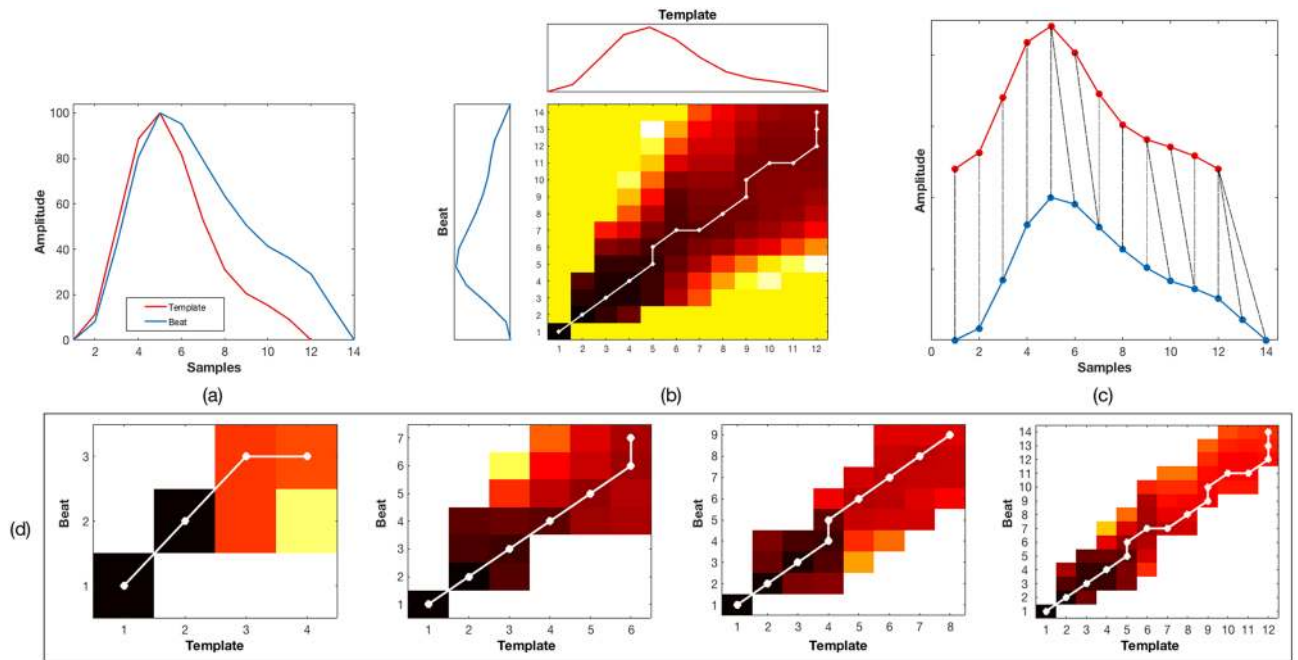 Template
Amplitude
100
80
60
40
20
0
Template
Beat
2 4 6 8 10 12 14
Samples
(a)
Beat
14
13
12
11
10
9
8
7
6
5
4
3
2
1
1 2 3 4 5 6 7 8 9 10 11 12
(b)
Amplitude
0 2 4 6 8 10 12 14
Samples
(c)
(d)
Beat
3
2
1
1 2 3 4
Template
Beat
7
6
5
4
3
2
1
1 2 3 4 5 6
Template
Beat
9
8
7
6
5
4
3
2
1
1 2 3 4 5 6 7 8
Template
Beat
14
13
12
11
10
9
8
7
6
5
4
3
2
1
1 2 3 4 5 6 7 8 9 10 11 12
Template